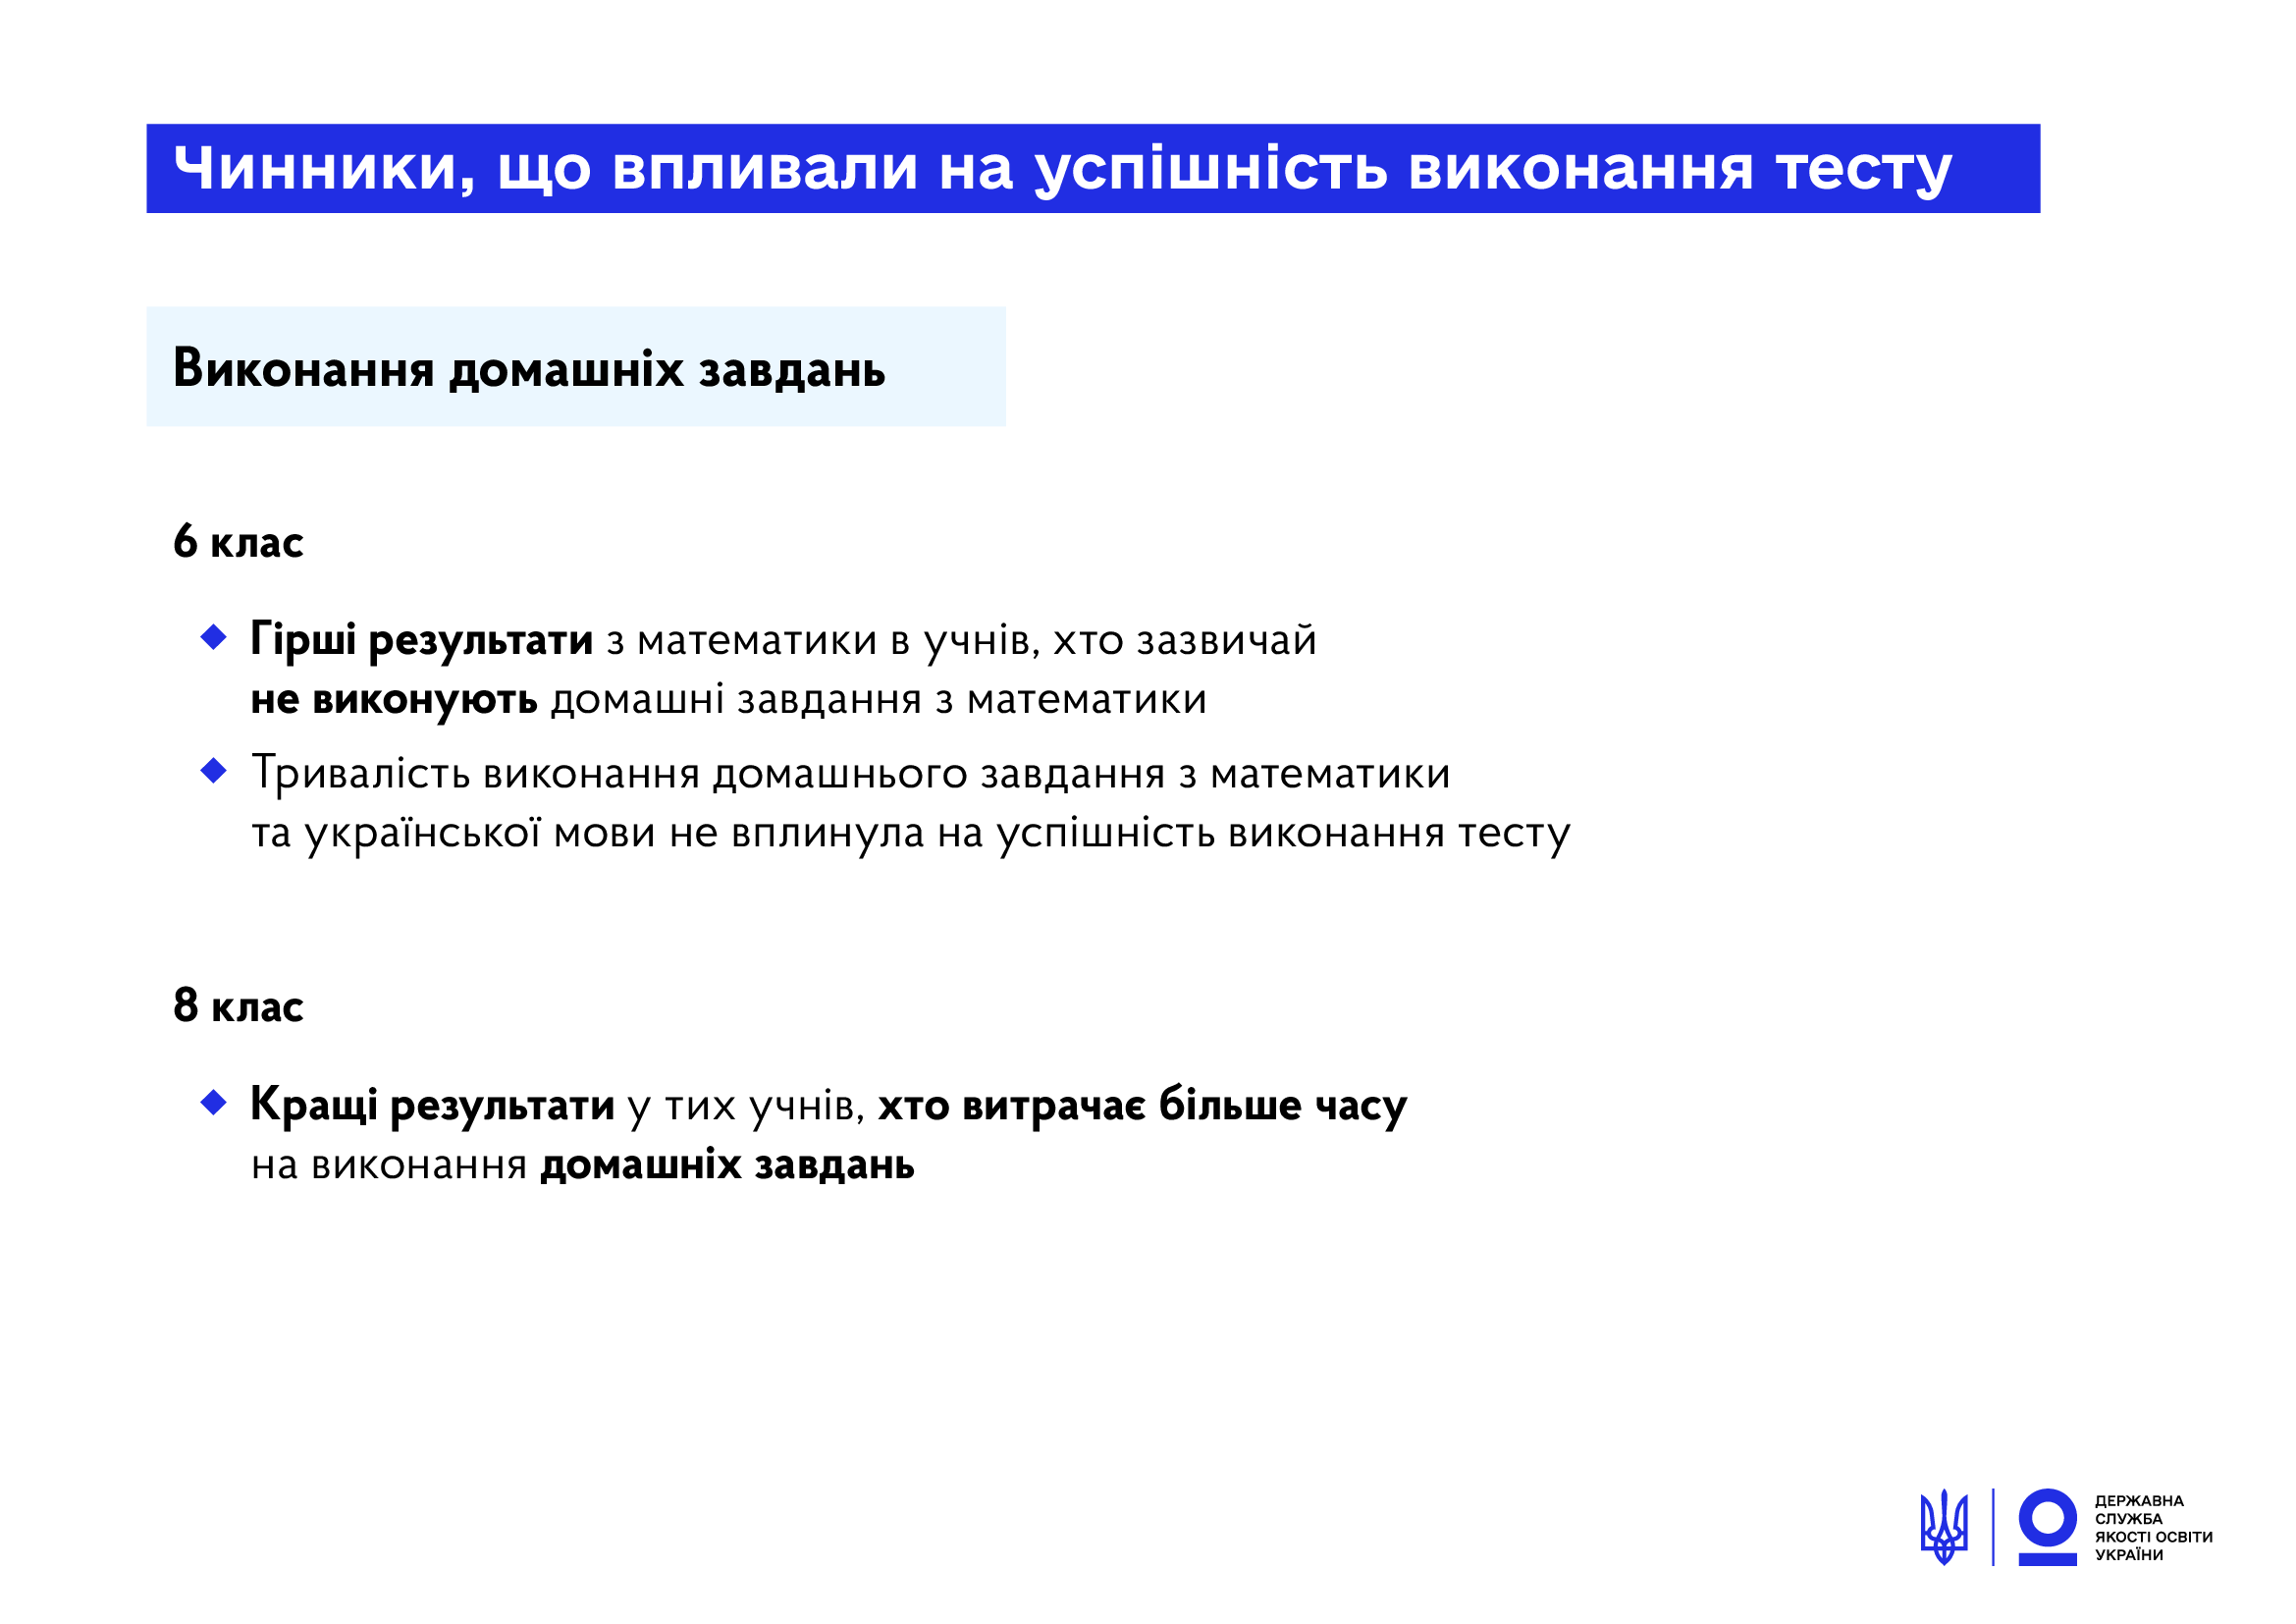 Чинники, що впливали на успішність виконання тесту
Виконання домашніх завдань
6 клас
Гірші результати з математики в учнів, хто зазвичай
не виконують домашні завдання з математики
Тривалість виконання домашнього завдання з математики
та української мови не вплинула на успішність виконання тесту
8 клас
Кращі результати у тих учнів, хто витрачає більше часу
на виконання домашніх завдань
ДЕРЖАВНА
СЛУЖБА
ЯКОСТІ ОСВІТИ
УКРАЇНИ